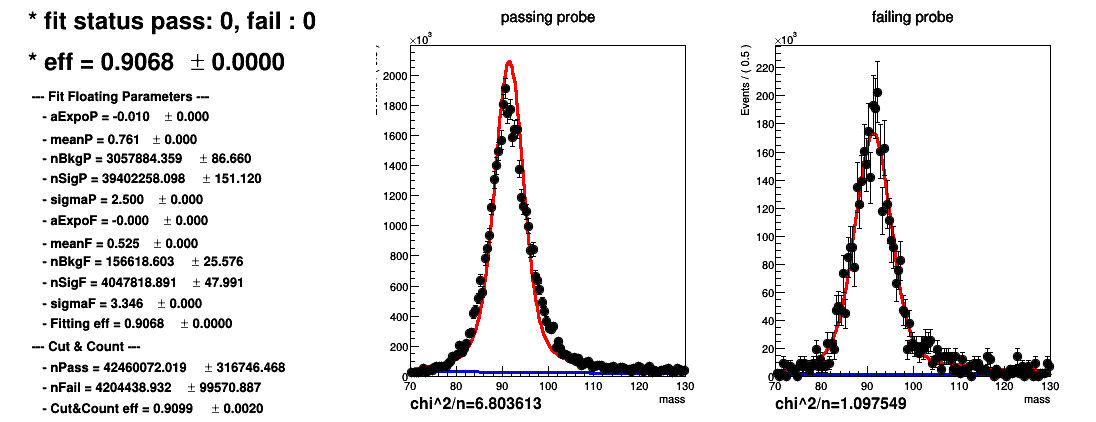 * fit status pass: 0, fail : 0
* eff = 0.9068 ± 0.0000
--- Fit Floating Parameters ---
- aExpoP = -0.010 ± 0.000
- meanP = 0.761 ± 0.000
- nBkgP = 3057884.359 ± 86.660
- nSigP = 39402258.098 ± 151.120
- sigmaP = 2.500 ± 0.000
- aExpoF = -0.000 ± 0.000
- meanF = 0.525 ± 0.000
- nBkgF = 156618.603 ± 25.576
- nSigF = 4047818.891 ± 47.991
- sigmaF = 3.346 ± 0.000
- Fitting eff = 0.9068 ± 0.0000
--- Cut & Count ---
- nPass = 42460072.019 ± 316746.468
- nFail = 4204438.932 ± 99570.887
- Cut&Count eff = 0.9099 ± 0.0020
passing probe
×10³
2000
1800
1600
1400
1200
1000
800
600
400
200
0
70 80 90 100 110 120 130
mass
chi^2/n=6.803613
failing probe
×10³
Events / ( 0.5 )
220
200
180
160
140
120
100
80
60
40
20
0
70 80 90 100 110 120 130
mass
chi^2/n=1.097549